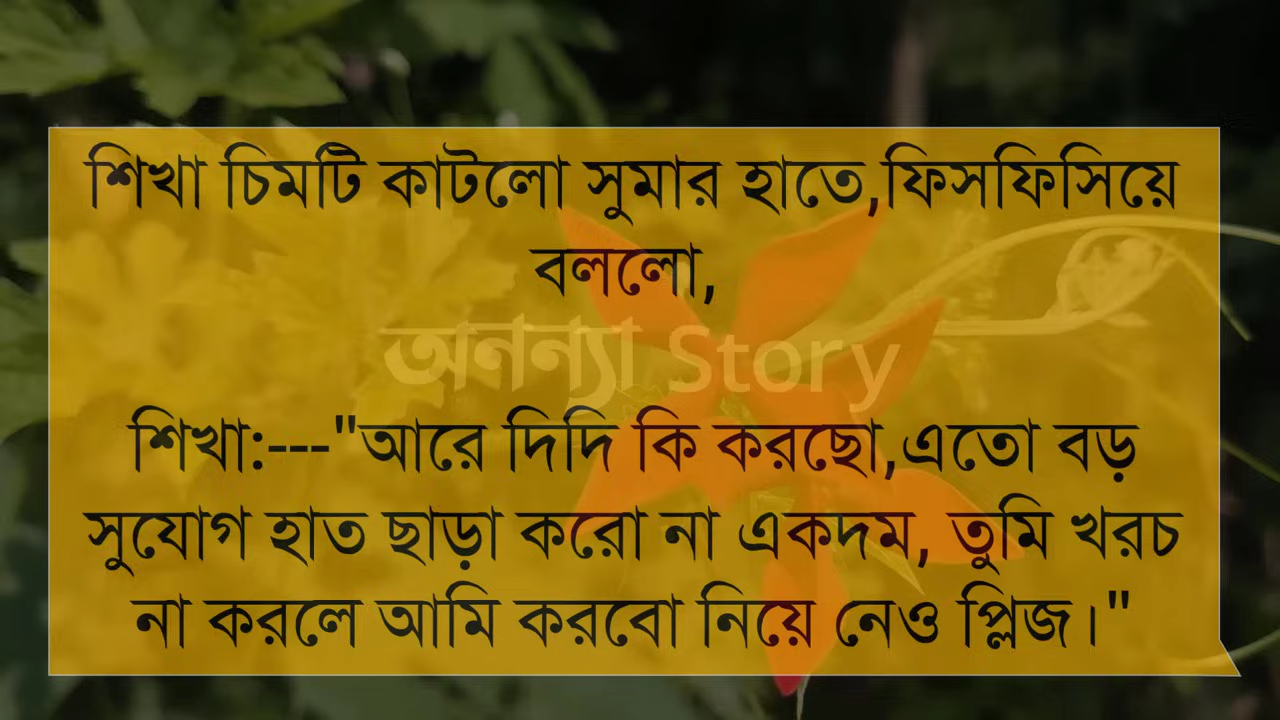 শিখা চিমটি কাটলো সুমার হাতে,ফিসফিসিয়ে
বললো,
অনন্যা Story
শিখা:---"আরে দিদি কি করছো,এতো বড়
সুযোগ হাত ছাড়া করো না একদম, তুমি খরচ
না করলে আমি করবো নিয়ে নেও প্লিজ।"